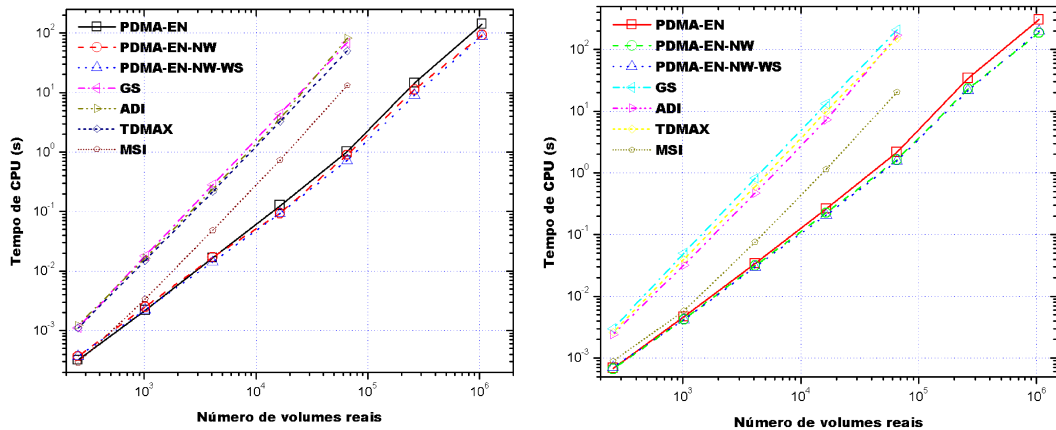 PDMA-EN
PDMA-EN-NW
PDMA-EN-NW-WS
GS
ADI
TDMAX
MSI
Tempo de CPU (s)
10²
10¹
10⁰
10⁻¹
10⁻²
10⁻³
10³
10⁴
10⁵
10⁶
Número de volumes reais
PDMA-EN
PDMA-EN-NW
PDMA-EN-NW-WS
GS
ADI
TDMAX
MSI
Tempo de CPU (s)
10²
10¹
10⁰
10⁻¹
10⁻²
10⁻³
10³
10⁴
10⁵
10⁶
Número de volumes reais